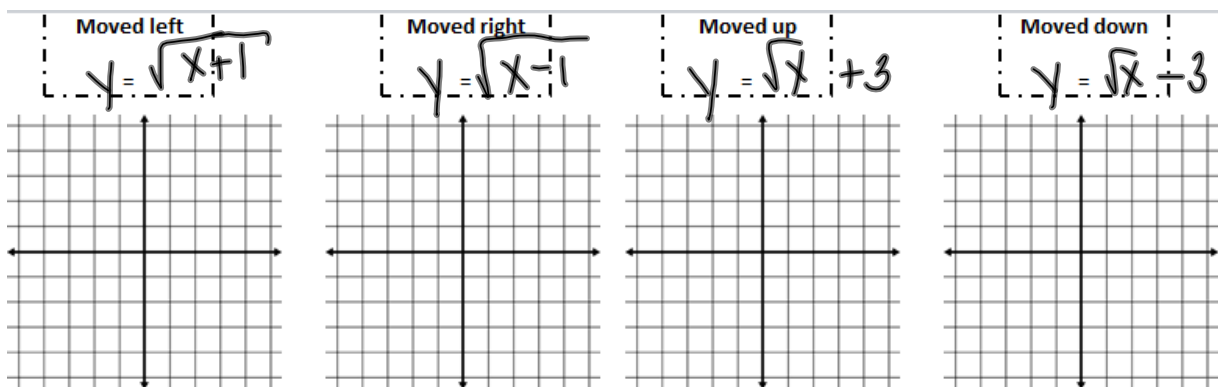 Moved left
y = √x+1
Moved right
y = √x-1
Moved up
y = √x + 3
Moved down
y = √x - 3